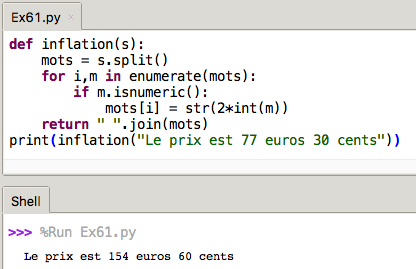 Ex61.py ×
def inflation(s):
    mots = s.split()
    for i,m in enumerate(mots):
        if m.isnumeric():
            mots[i] = str(2*int(m))
    return " ".join(mots)
print(inflation("Le prix est 77 euros 30 cents"))
Shell
>>> %Run Ex61.py
Le prix est 154 euros 60 cents